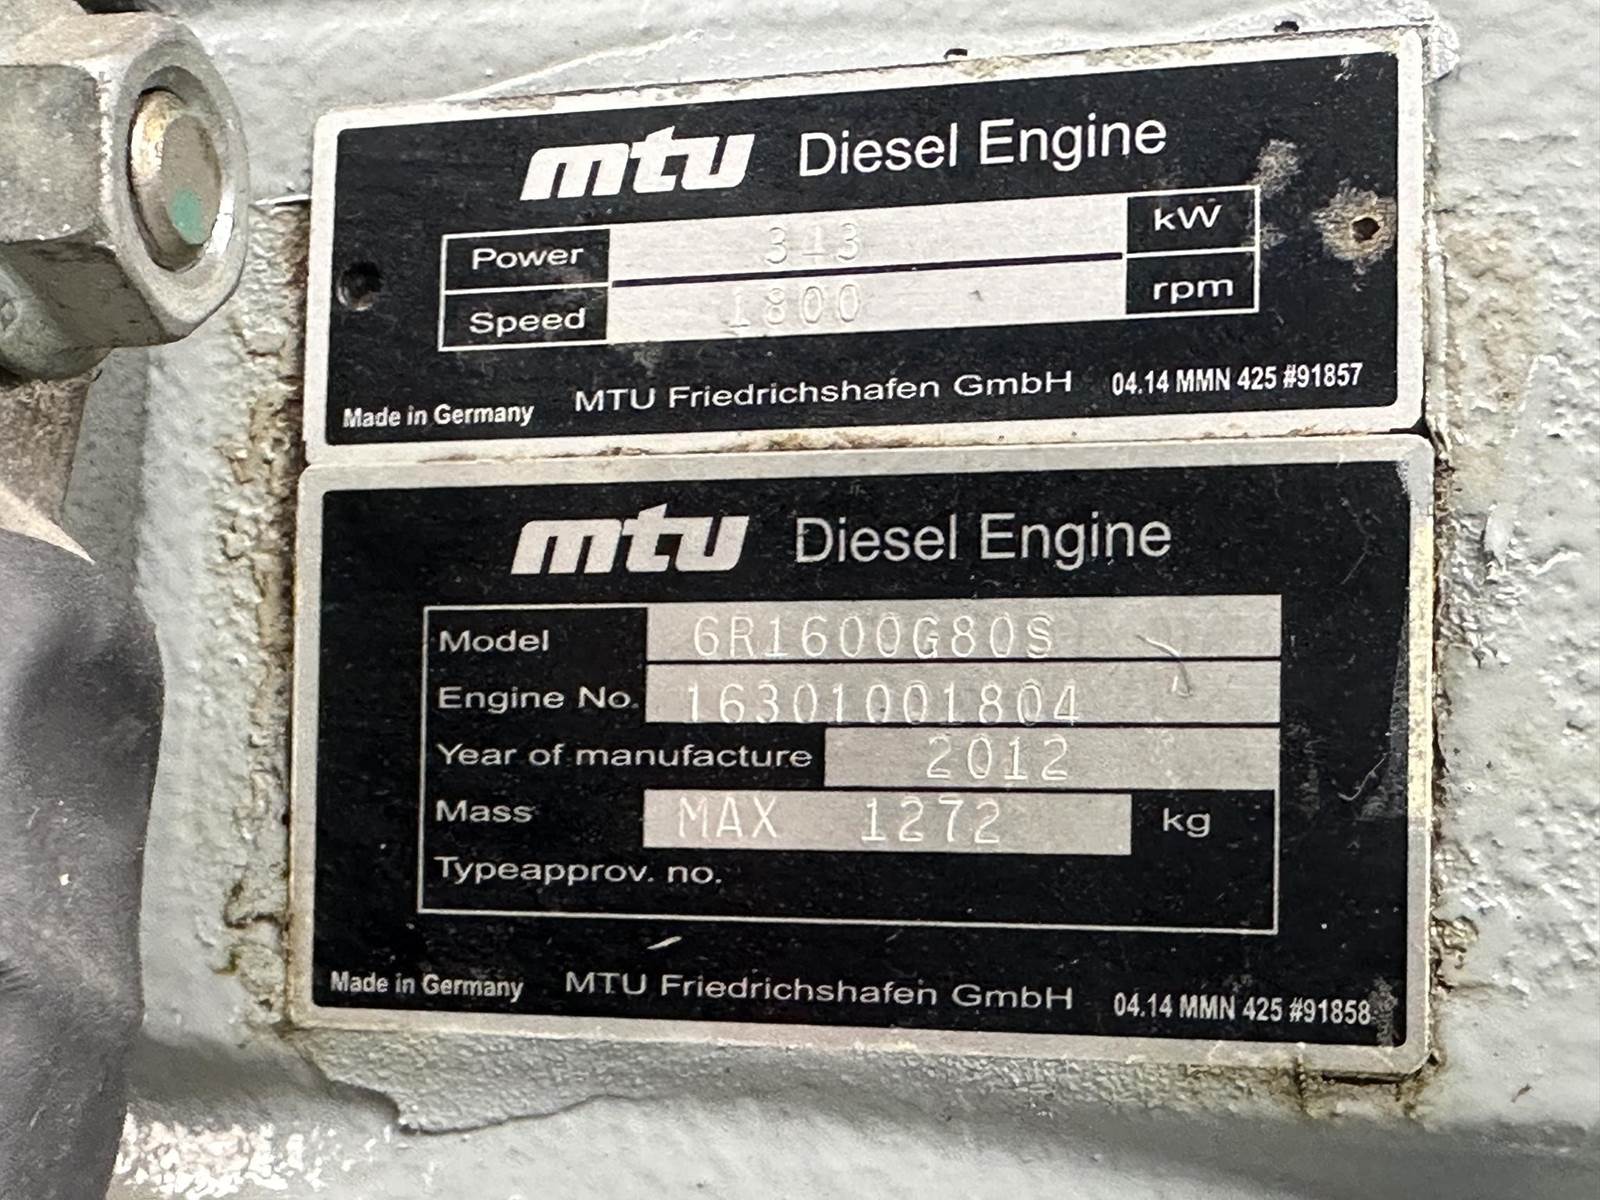 mtu Diesel Engine
Power 343 kW
Speed 1800 rpm
Made in Germany MTU Friedrichshafen GmbH 04.14 MMN 425 #91857
mtu Diesel Engine
Model 6R1600G80S
Engine No. 16301001804
Year of manufacture 2012
Mass MAX 1272 kg
Typeapprov. no.
Made in Germany MTU Friedrichshafen GmbH 04.14 MMN 425 #91858